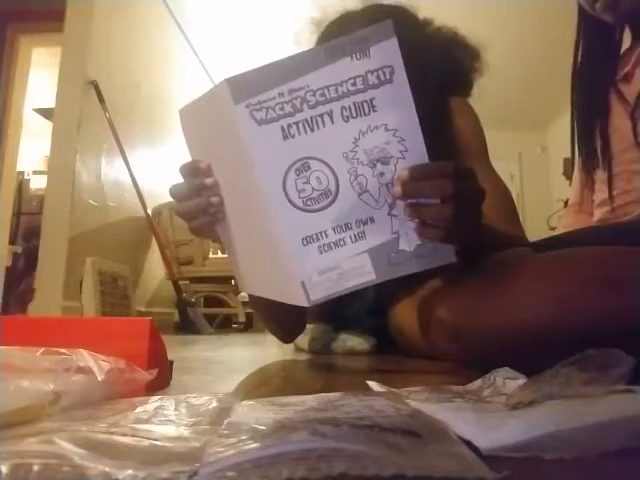 FUN!
WACKY SCIENCE KIT
ACTIVITY GUIDE
OVER
50
ACTIVITIES
CREATE YOUR OWN
SCIENCE LAB!